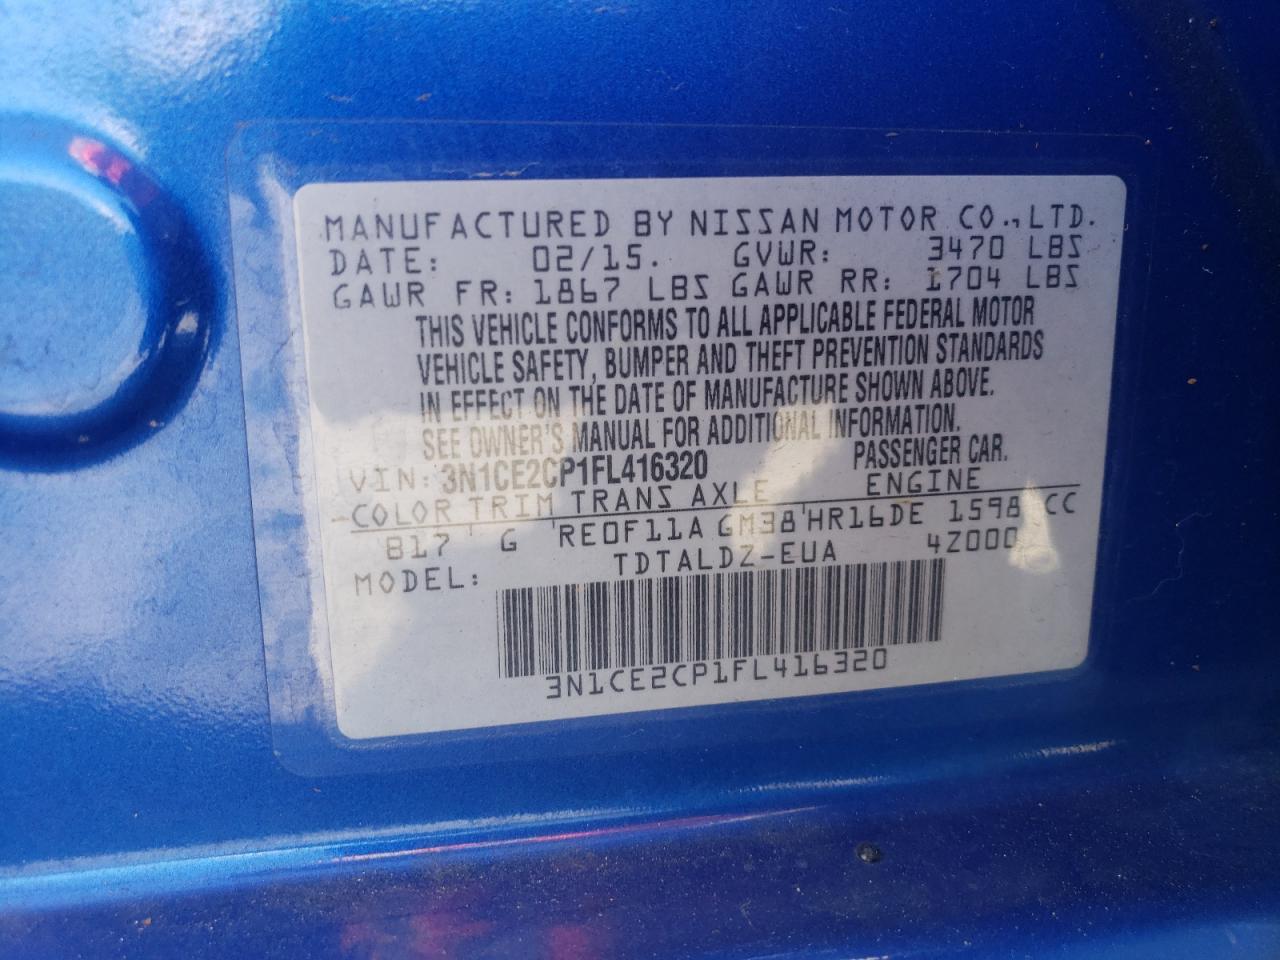 MANUFACTURED BY NISSAN MOTOR CO.,LTD.
DATE: 02/15. GVWR: 3470 LBS
GAWR FR: 1867 LBS GAWR RR: 1704 LBS
THIS VEHICLE CONFORMS TO ALL APPLICABLE FEDERAL MOTOR
VEHICLE SAFETY, BUMPER AND THEFT PREVENTION STANDARDS
IN EFFECT ON THE DATE OF MANUFACTURE SHOWN ABOVE.
SEE OWNER'S MANUAL FOR ADDITIONAL INFORMATION.
VIN: 3N1CE2CP1FL416320 PASSENGER CAR.
COLOR TRIM TRANS AXLE ENGINE
B17 ' G ' RE0F11A GM38 ' HR16DE 1598 CC
MODEL: TDTALDZ-EUA 4Z000
3N1CE2CP1FL416320